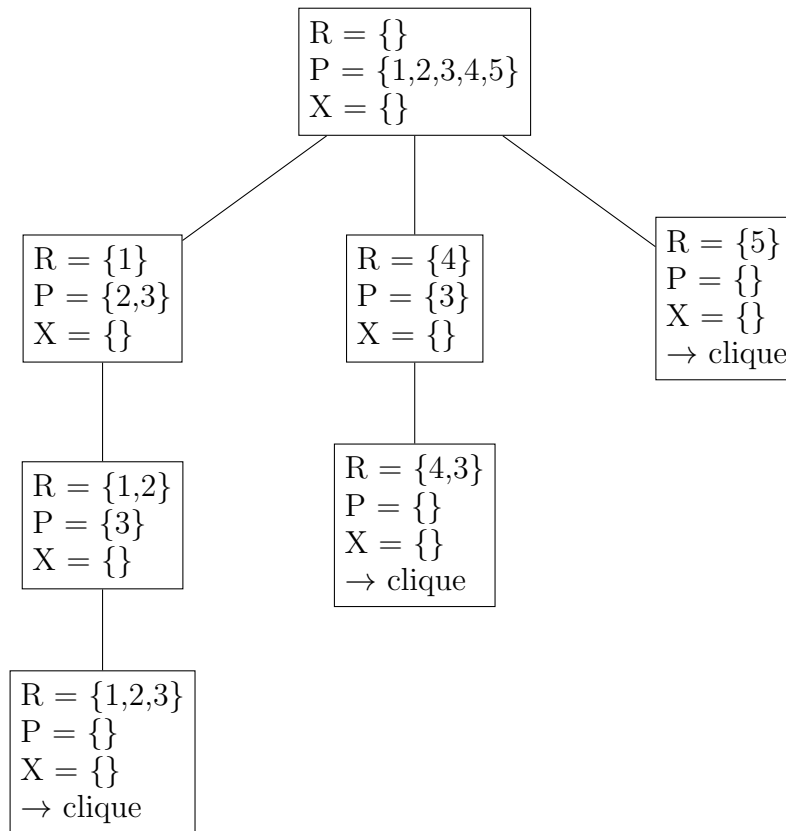 R = {}
P = {1,2,3,4,5}
X = {}
R = {1}
P = {2,3}
X = {}
R = {4}
P = {3}
X = {}
R = {5}
P = {}
X = {}
→ clique
R = {1,2}
P = {3}
X = {}
R = {4,3}
P = {}
X = {}
→ clique
R = {1,2,3}
P = {}
X = {}
→ clique